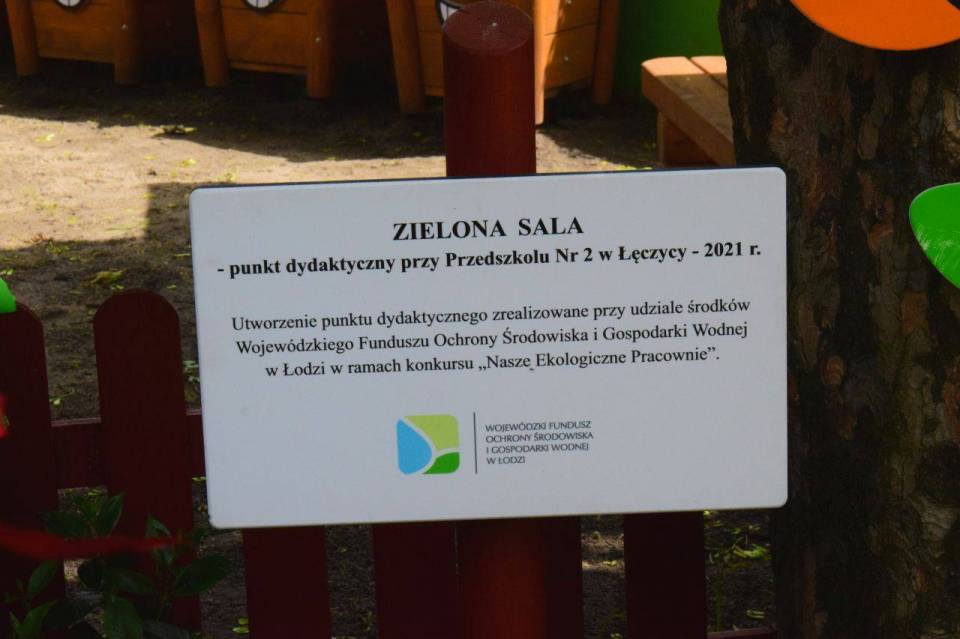 ZIELONA SALA
- punkt dydaktyczny przy Przedszkolu Nr 2 w Łęczycy - 2021 r.
Utworzenie punktu dydaktycznego zrealizowane przy udziale środków
Wojewódzkiego Funduszu Ochrony Środowiska i Gospodarki Wodnej
w Łodzi w ramach konkursu „Nasze Ekologiczne Pracownie”.
WOJEWÓDZKI FUNDUSZ
OCHRONY ŚRODOWISKA
I GOSPODARKI WODNEJ
W ŁODZI